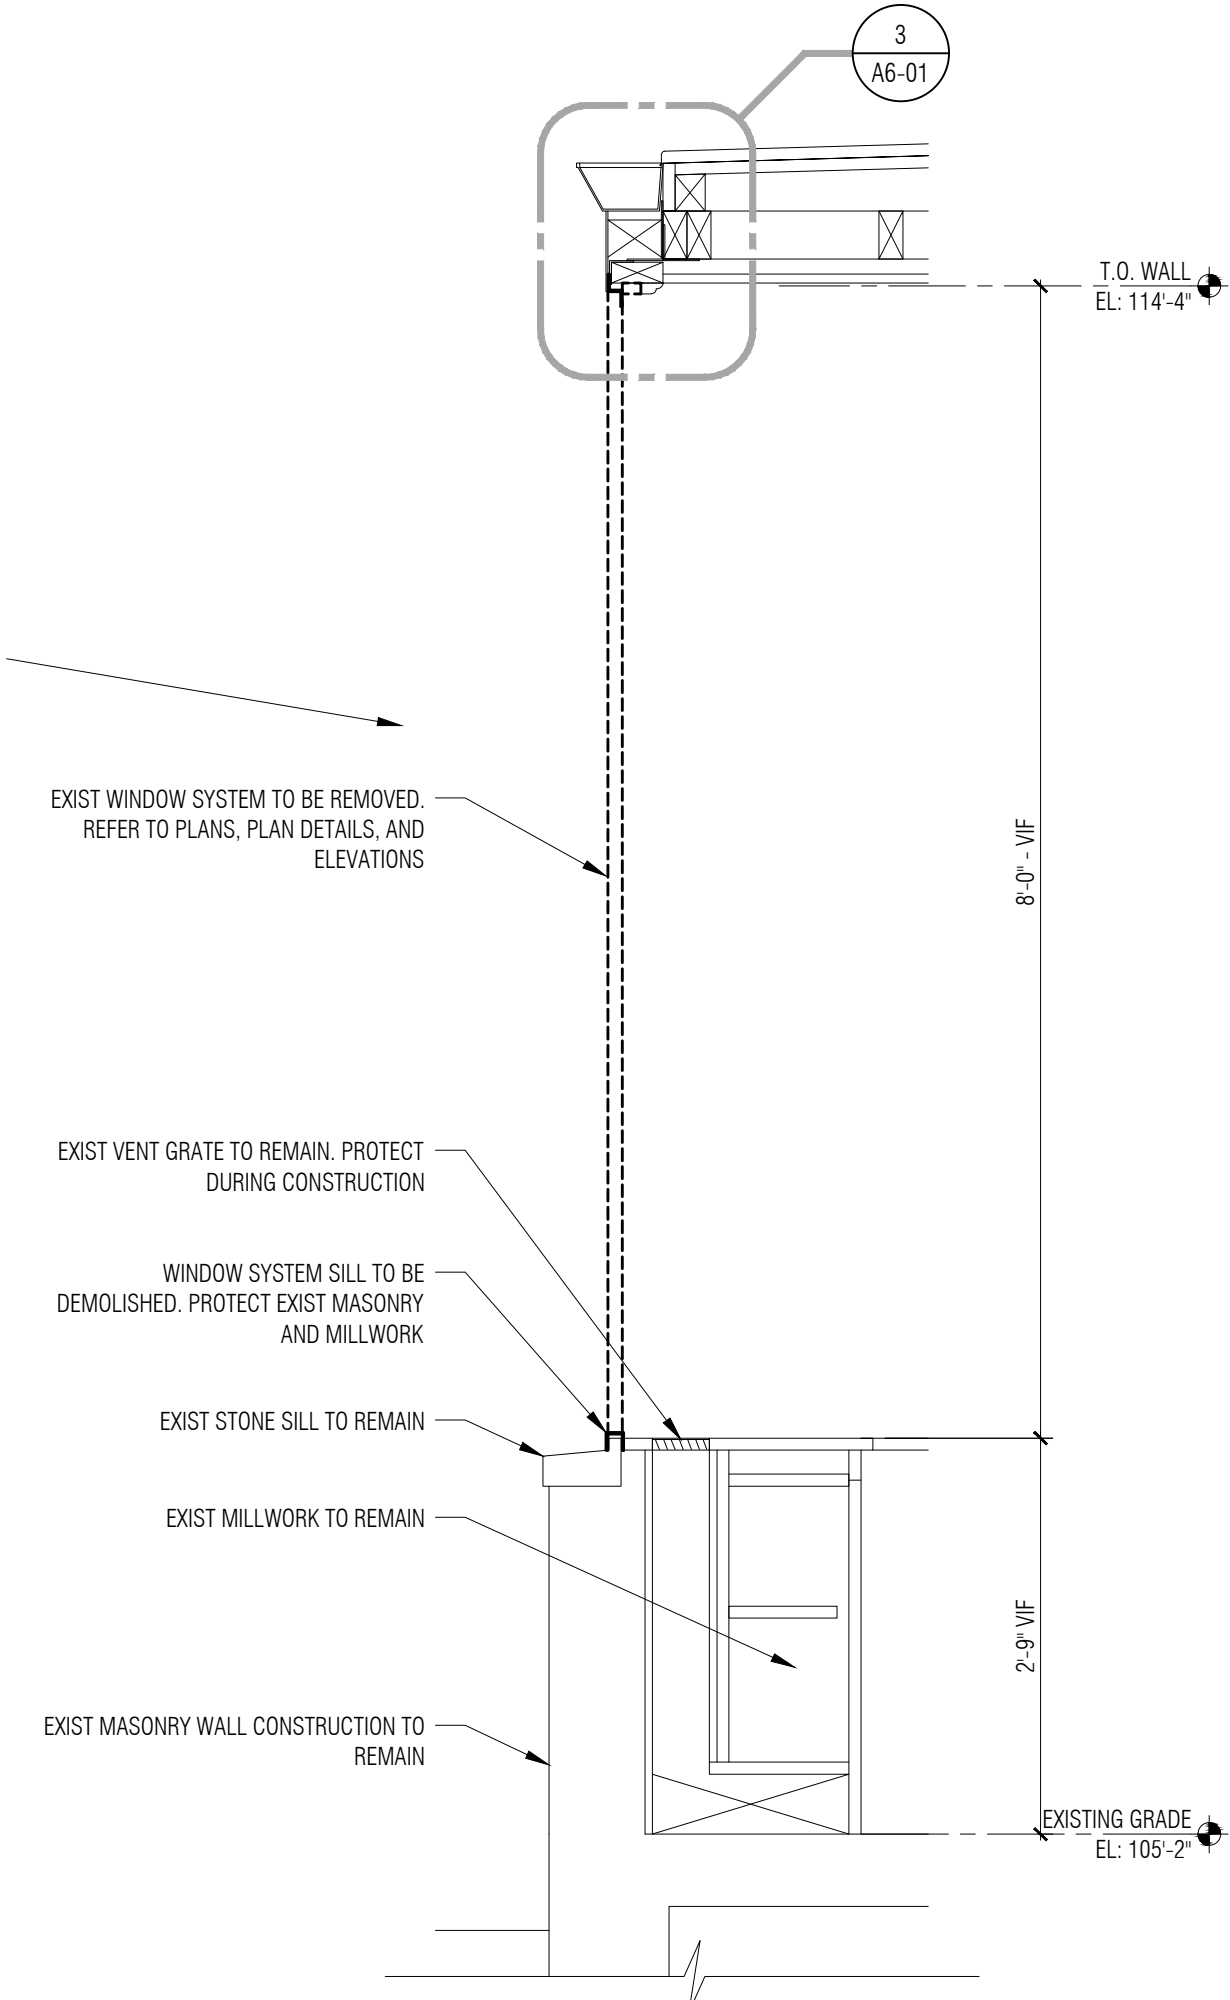 3
A6-01
T.O. WALL
EL: 114'-4"
EXIST WINDOW SYSTEM TO BE REMOVED.
REFER TO PLANS, PLAN DETAILS, AND
ELEVATIONS
8'-0" - VIF
EXIST VENT GRATE TO REMAIN. PROTECT
DURING CONSTRUCTION
WINDOW SYSTEM SILL TO BE
DEMOLISHED. PROTECT EXIST MASONRY
AND MILLWORK
EXIST STONE SILL TO REMAIN
EXIST MILLWORK TO REMAIN
2'-9" VIF
EXIST MASONRY WALL CONSTRUCTION TO
REMAIN
EXISTING GRADE
EL: 105'-2"